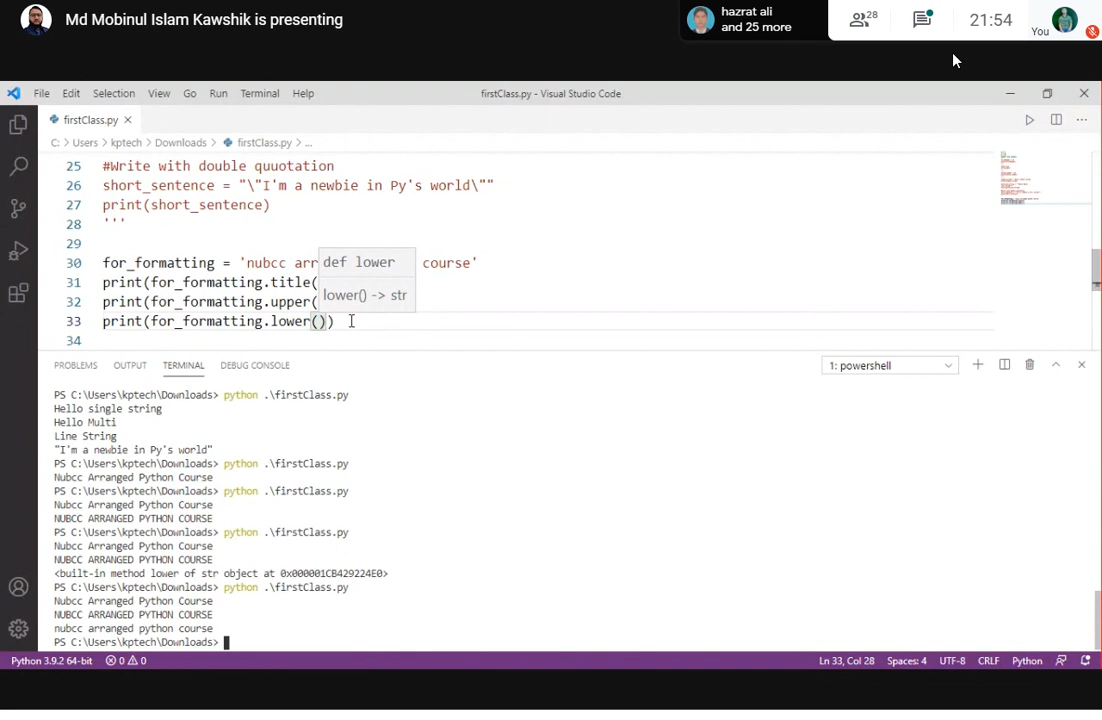 Md Mobinul Islam Kawshik is presenting
hazrat ali
and 25 more
28
21:54
You
File Edit Selection View Go Run Terminal Help
firstClass.py - Visual Studio Code
firstClass.py
C: > Users > kptech > Downloads > firstClass.py > ...
25 #Write with double quuotation
26 short_sentence = "\"I'm a newbie in Py's world\""
27 print(short_sentence)
28 '''
29
30 for_formatting = 'nubcc arr course'
def lower
31 print(for_formatting.title(
lower() -> str
32 print(for_formatting.upper(
33 print(for_formatting.lower())
34
PROBLEMS OUTPUT TERMINAL DEBUG CONSOLE
1: powershell
PS C:\Users\kptech\Downloads> python .\firstClass.py
Hello single string
Hello Multi
Line String
"I'm a newbie in Py's world"
PS C:\Users\kptech\Downloads> python .\firstClass.py
Nubcc Arranged Python Course
PS C:\Users\kptech\Downloads> python .\firstClass.py
Nubcc Arranged Python Course
NUBCC ARRANGED PYTHON COURSE
PS C:\Users\kptech\Downloads> python .\firstClass.py
Nubcc Arranged Python Course
NUBCC ARRANGED PYTHON COURSE
<built-in method lower of str object at 0x000001CB429224E0>
PS C:\Users\kptech\Downloads> python .\firstClass.py
Nubcc Arranged Python Course
NUBCC ARRANGED PYTHON COURSE
nubcc arranged python course
PS C:\Users\kptech\Downloads>
Python 3.9.2 64-bit 0 0 Ln 33, Col 28 Spaces: 4 UTF-8 CRLF Python